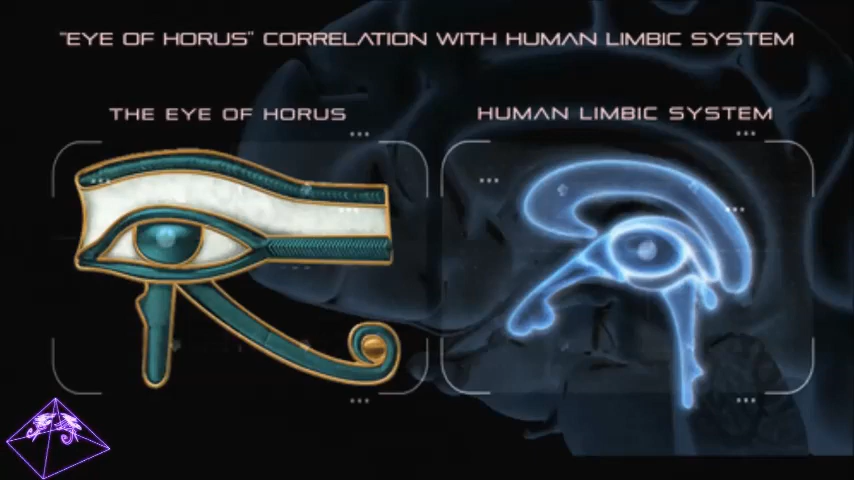 "EYE OF HORUS" CORRELATION WITH HUMAN LIMBIC SYSTEM
THE EYE OF HORUS
HUMAN LIMBIC SYSTEM